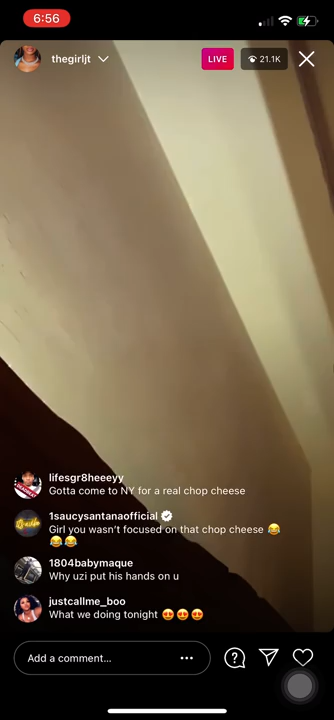 6:56
thegirljt
LIVE
21.1K
lifesgr8heeeyy
Gotta come to NY for a real chop cheese
1saucysantanaofficial
Girl you wasn't focused on that chop cheese 😂
😂😂
1804babymaque
Why uzi put his hands on u
justcallme_boo
What we doing tonight 😍😍😍
Add a comment...